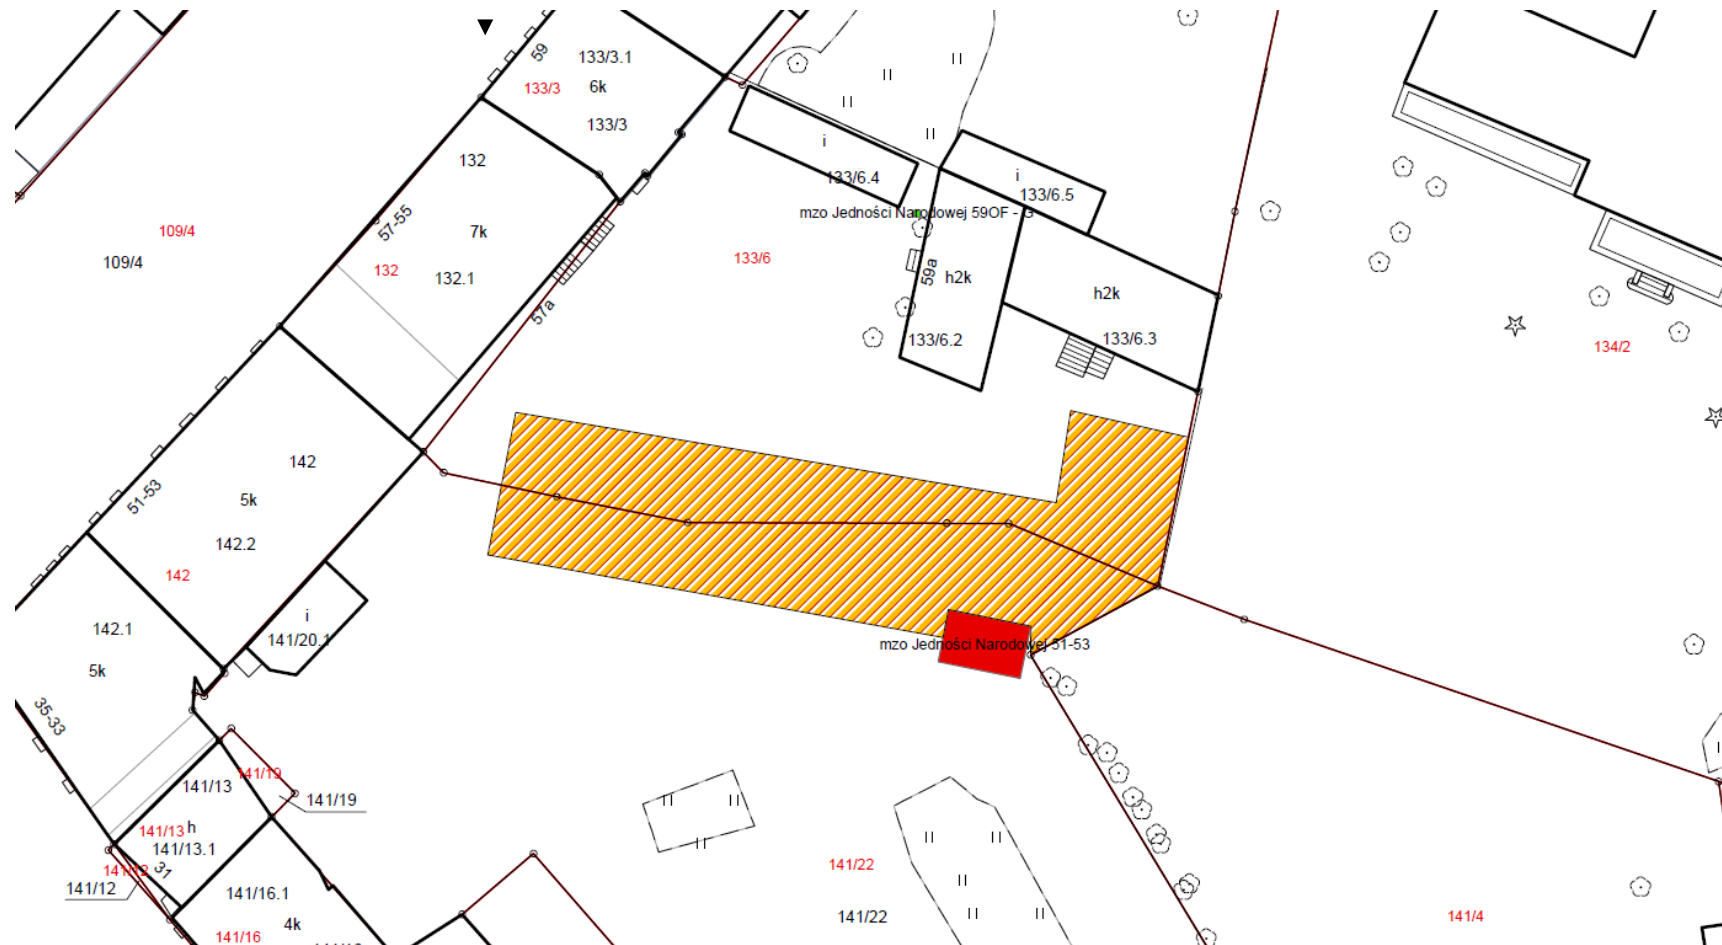 59
133/3.1
133/3
6k
133/3
132
57-55
7k
132
132.1
109/4
109/4
57a
i
133/6.4
i
133/6.5
mzo Jedności Narodowej 59OF - G
133/6
59a
h2k
h2k
133/6.2
133/6.3
134/2
142
51-53
5k
142.2
142
142.1
5k
i
141/20.1
mzo Jedności Narodowej 51-53
35-33
141/13
141/19
141/19
141/13
h
141/13.1
31
141/12
141/12
141/16.1
4k
141/16
141/22
141/22
141/4